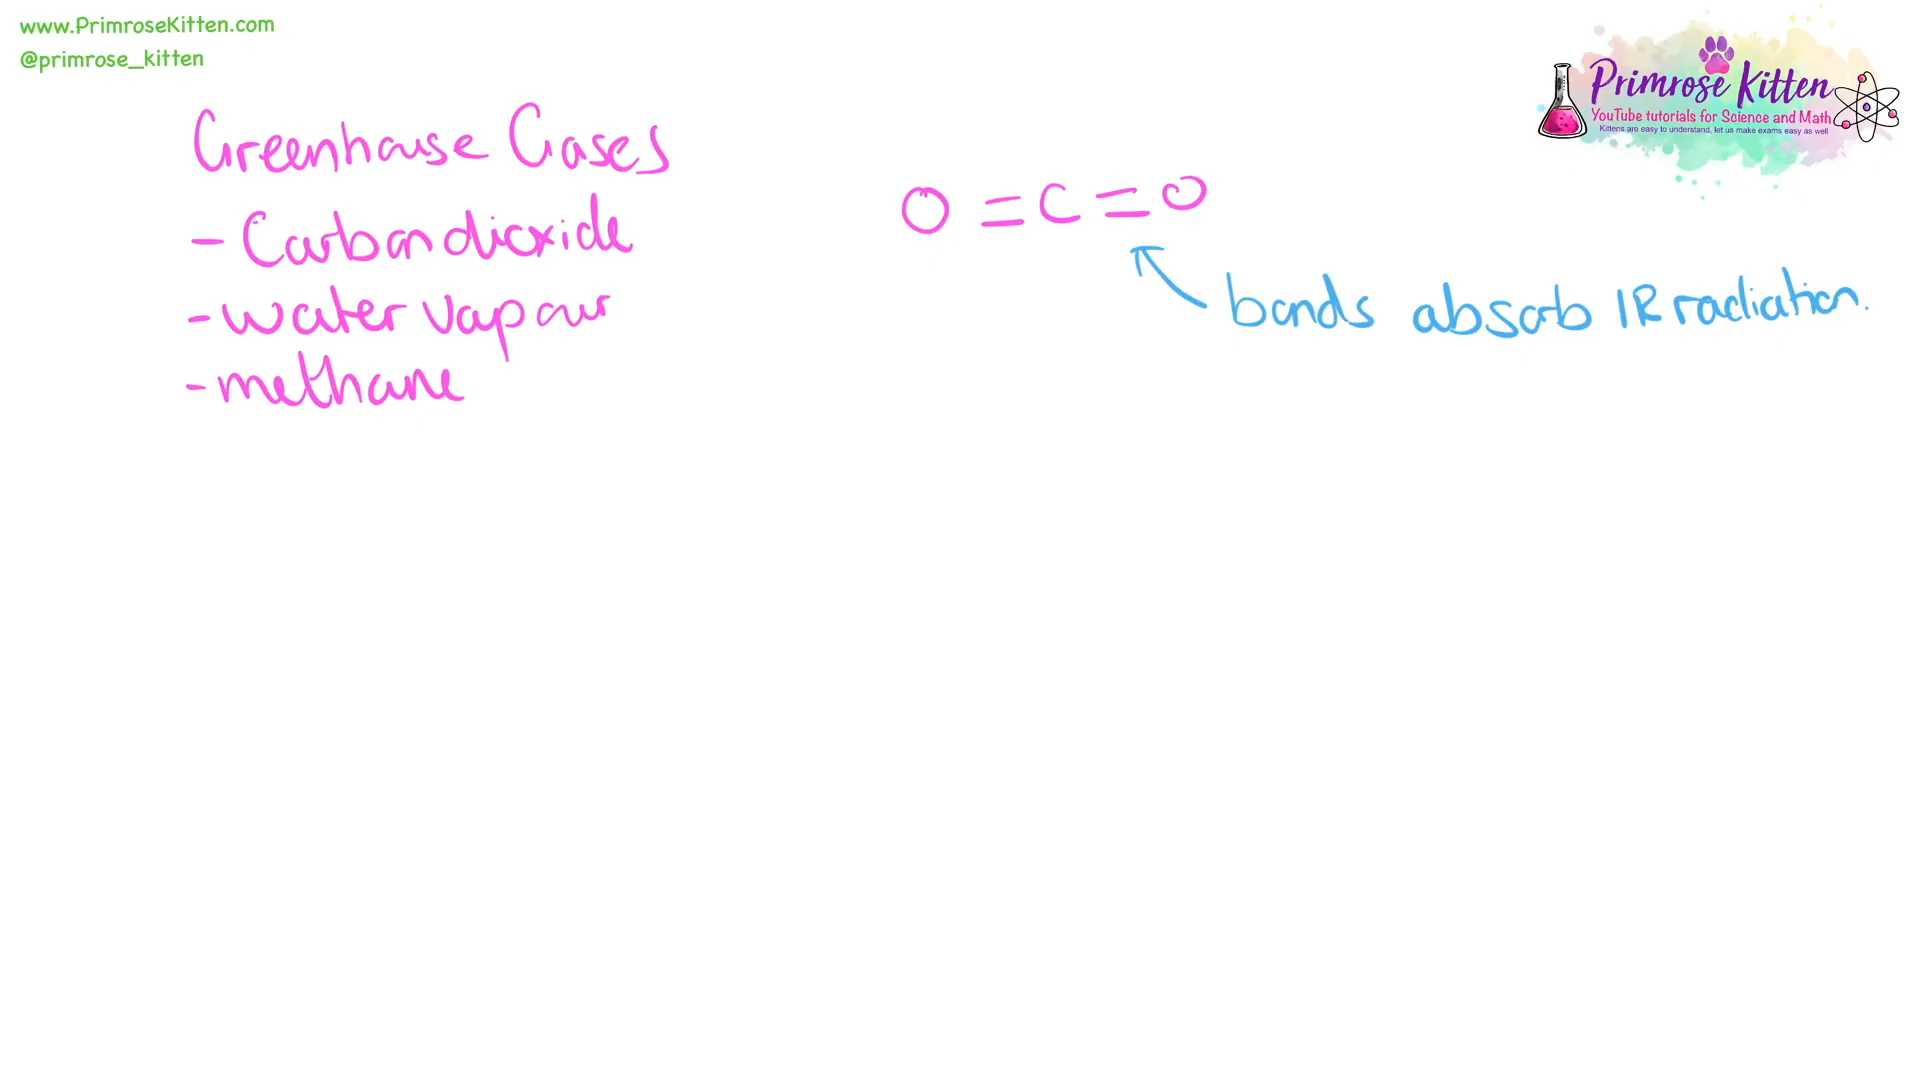 www.PrimroseKitten.com
@primrose_kitten
Primrose Kitten
YouTube tutorials for Science and Math
Kittens are easy to understand, let us make exams easy as well
Greenhouse Gases
- Carbon dioxide
- water vapour
- methane
O = C = O
bonds absorb IR radiation.